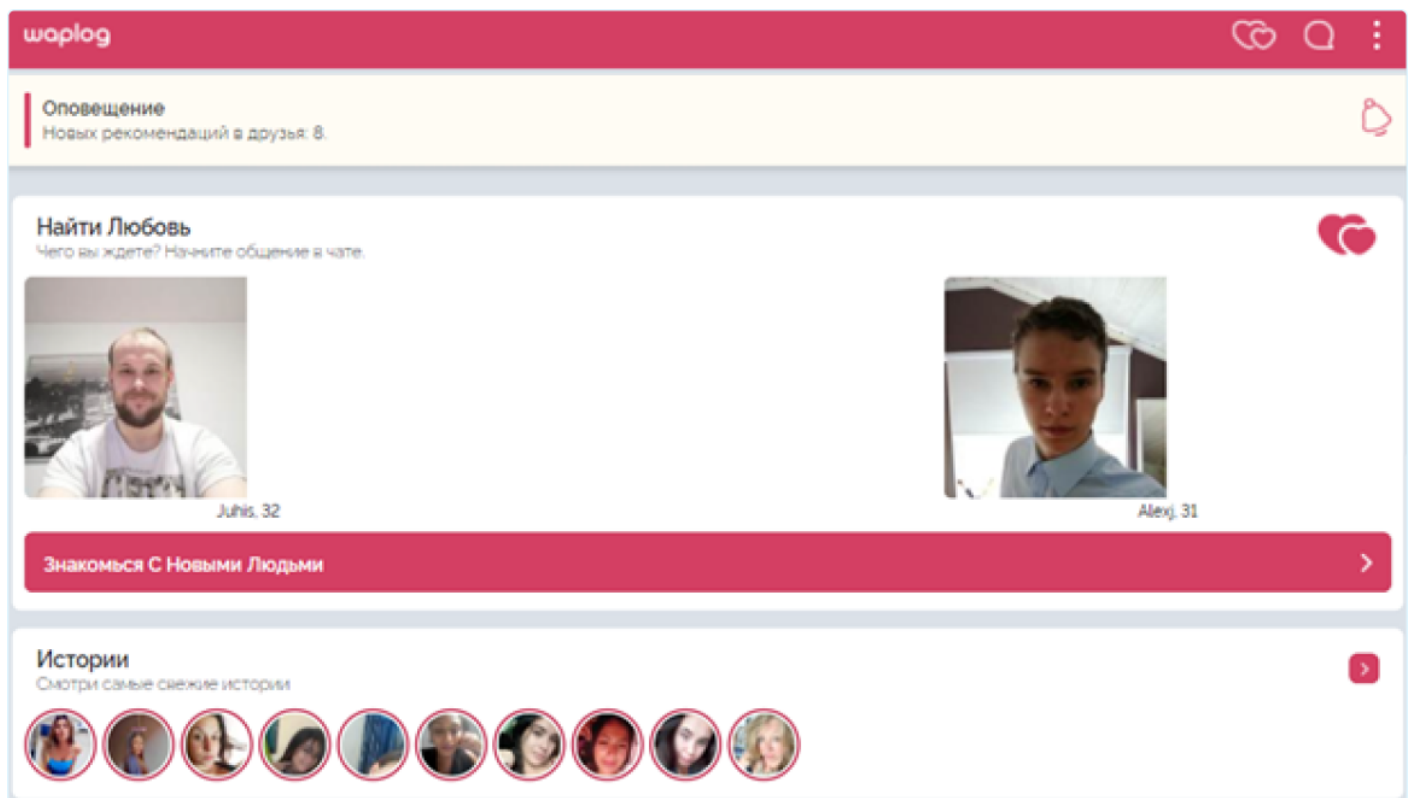 waplog
Оповещение
Новых рекомендаций в друзья: 8.
Найти Любовь
Чего вы ждете? Начните общение в чате.
Juhis, 32
Alexj, 31
Знакомься С Новыми Людьми
Истории
Смотри самые свежие истории